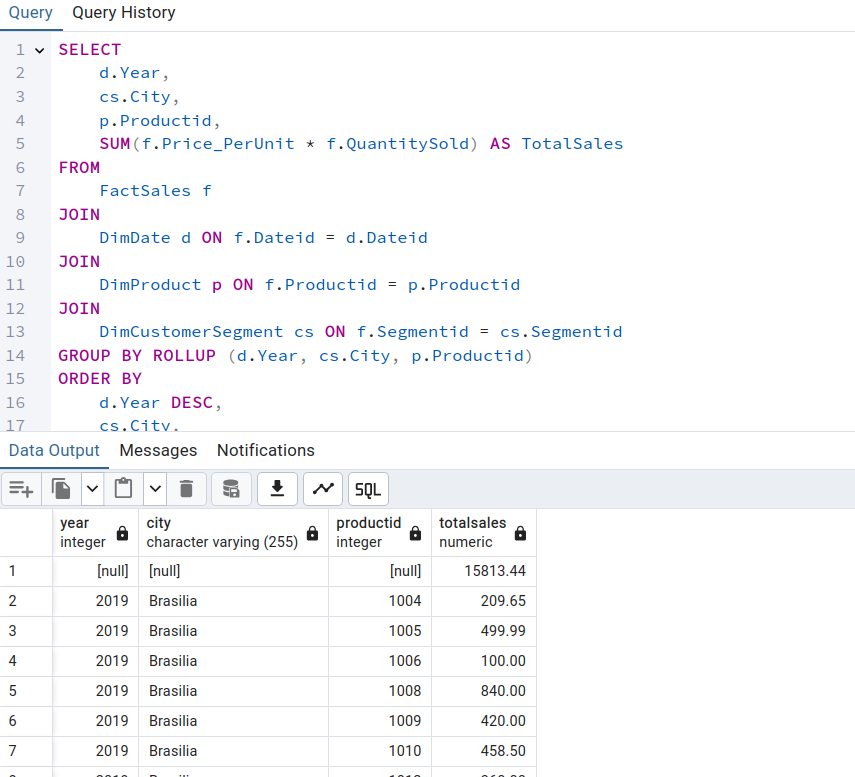 Query Query History
1 SELECT
2 d.Year,
3 cs.City,
4 p.Productid,
5 SUM(f.Price_PerUnit * f.QuantitySold) AS TotalSales
6 FROM
7 FactSales f
8 JOIN
9 DimDate d ON f.Dateid = d.Dateid
10 JOIN
11 DimProduct p ON f.Productid = p.Productid
12 JOIN
13 DimCustomerSegment cs ON f.Segmentid = cs.Segmentid
14 GROUP BY ROLLUP (d.Year, cs.City, p.Productid)
15 ORDER BY
16 d.Year DESC,
17 cs.City,
Data Output Messages Notifications
SQL
year city productid totalsales
integer character varying (255) integer numeric
1 [null] [null] [null] 15813.44
2 2019 Brasilia 1004 209.65
3 2019 Brasilia 1005 499.99
4 2019 Brasilia 1006 100.00
5 2019 Brasilia 1008 840.00
6 2019 Brasilia 1009 420.00
7 2019 Brasilia 1010 458.50